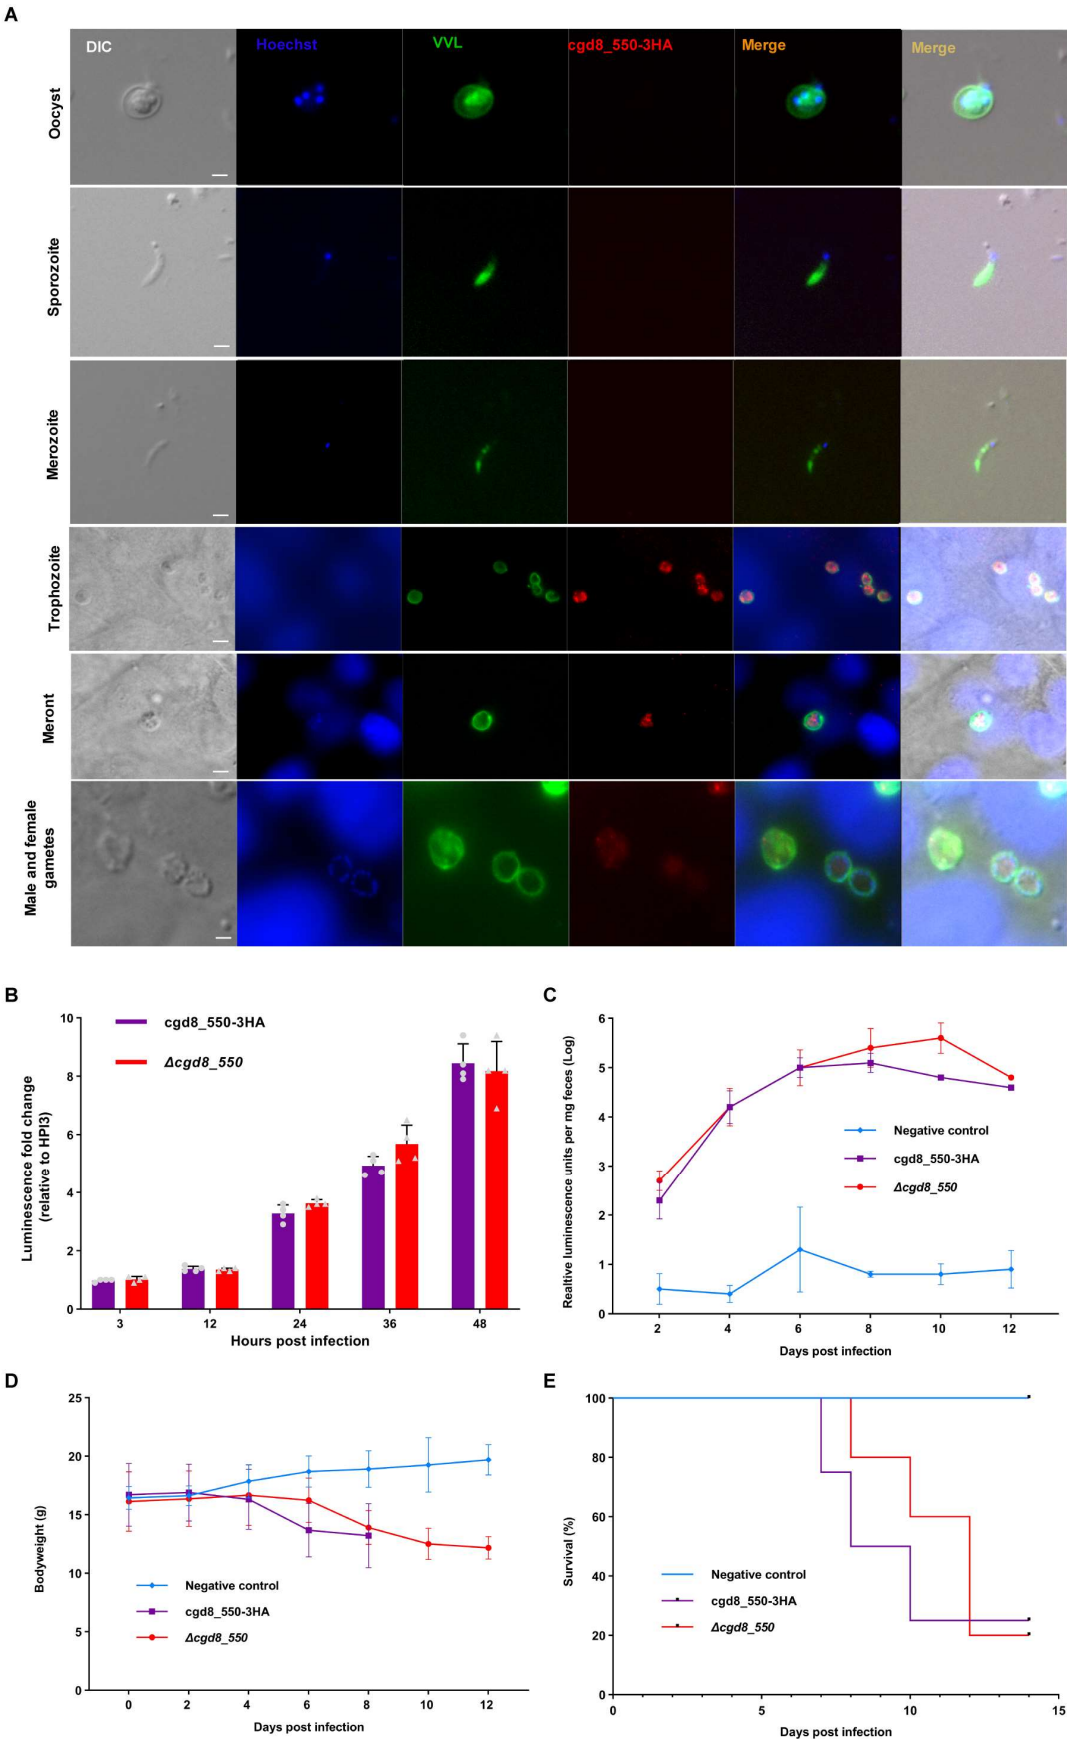 A
DIC
Hoechst
VVL
cgd8_550-3HA
Merge
Merge
Oocyst
Sporozoite
Merozoite
Trophozoite
Meront
Male and female
gametes
B
cgd8_550-3HA
Δcgd8_550
Luminescence fold change
(relative to HPI3)
10
8
6
4
2
0
3 12 24 36 48
Hours post infection
C
Realtive luminescence units per mg feces (Log)
6
5
4
3
2
1
0
Negative control
cgd8_550-3HA
Δcgd8_550
2 4 6 8 10 12
Days post infection
D
Bodyweight (g)
25
20
15
10
5
0
Negative control
cgd8_550-3HA
Δcgd8_550
0 2 4 6 8 10 12
Days post infection
E
Survival (%)
100
80
60
40
20
0
Negative control
cgd8_550-3HA
Δcgd8_550
0 5 10 15
Days post infection